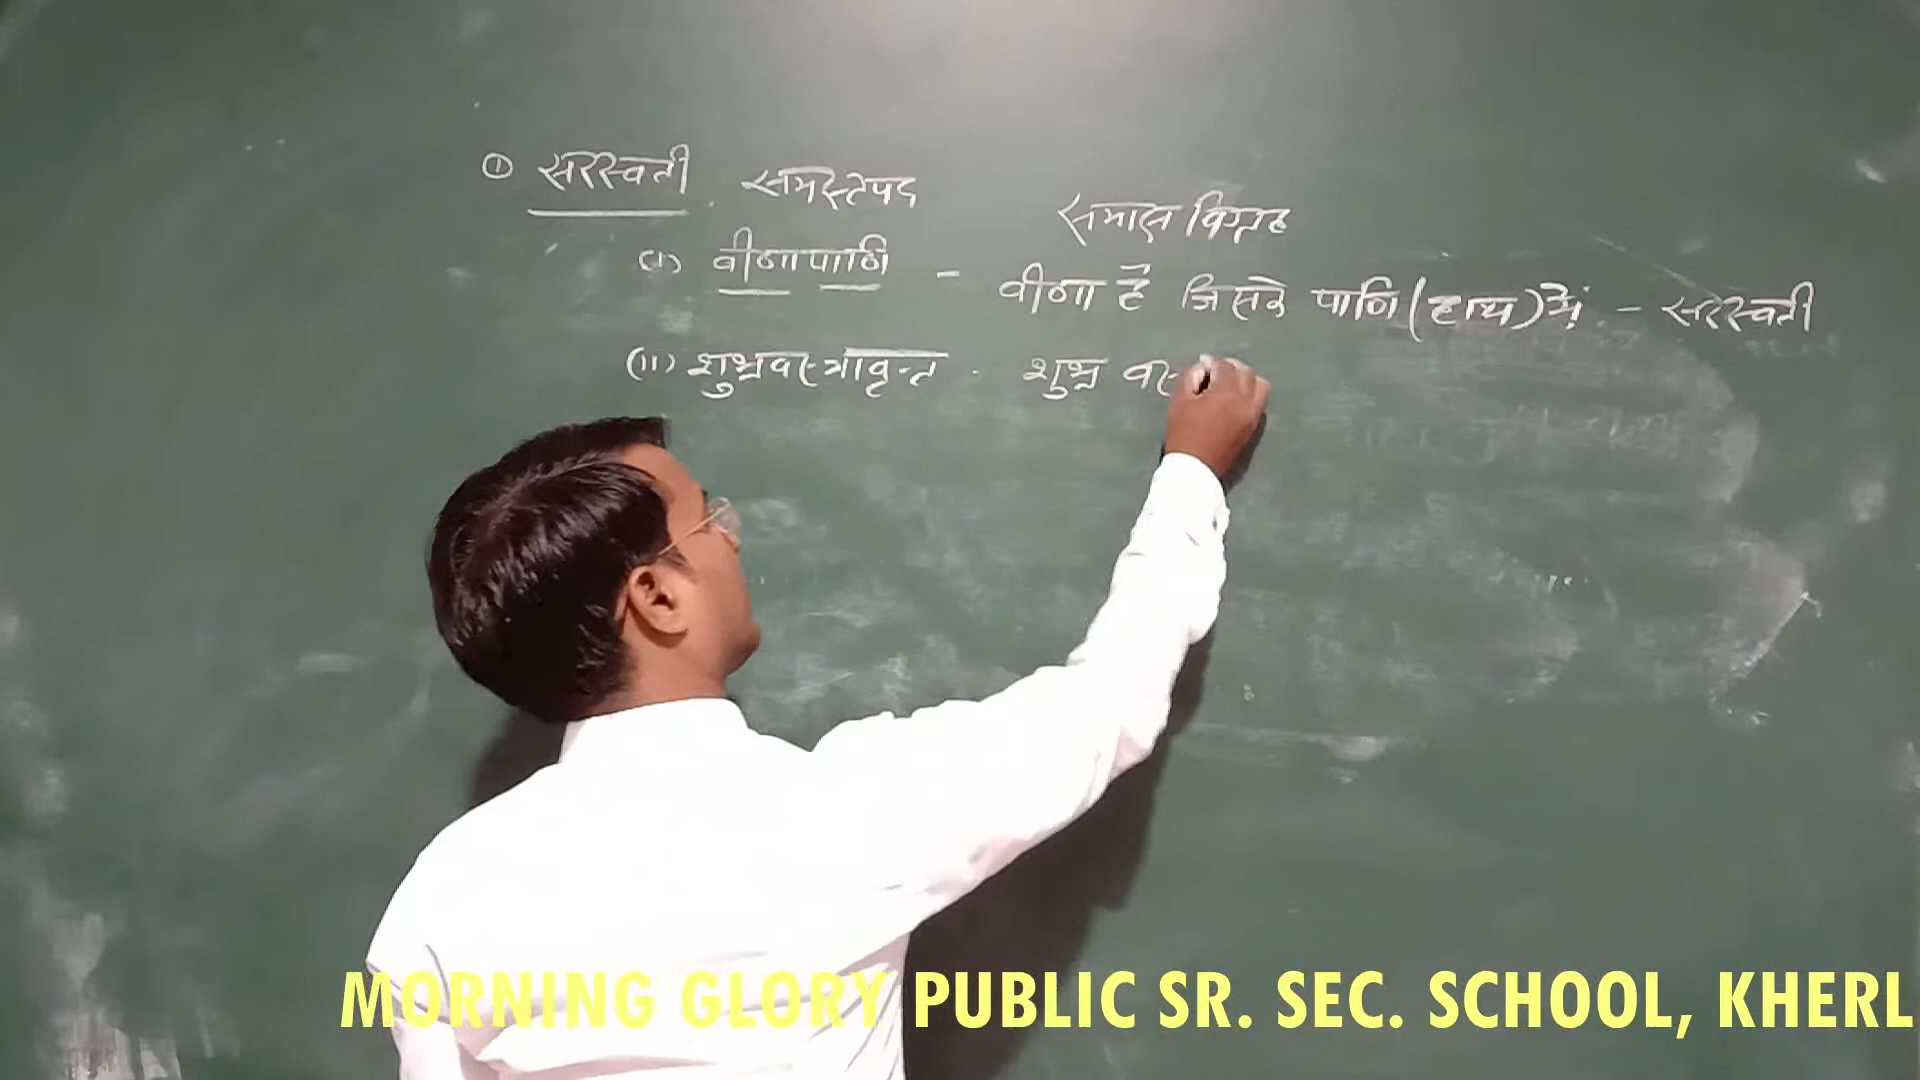 ① सरस्वती समस्तपद समास विग्रह
(i) वीणापाणि - वीणा है जिसके पाणि (हाथ) में - सरस्वती
(ii) शुभ्रवस्त्रावृन्त - शुभ्र वस्
MORNING GLORY PUBLIC SR. SEC. SCHOOL, KHERL